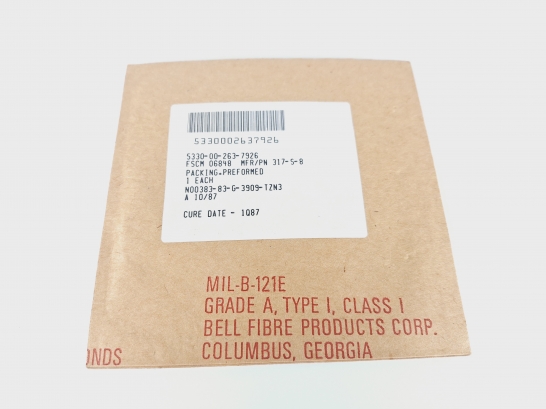 5330002637926
5330-00-263-7926
FSCM 06848 MFR/PN 317-5-8
PACKING,PREFORMED
1 EACH
N00383-83-G-3909-TZN3
A 10/87
CURE DATE - 1Q87
MIL-B-121E
GRADE A, TYPE I, CLASS I
BELL FIBRE PRODUCTS CORP.
COLUMBUS, GEORGIA
ONDS